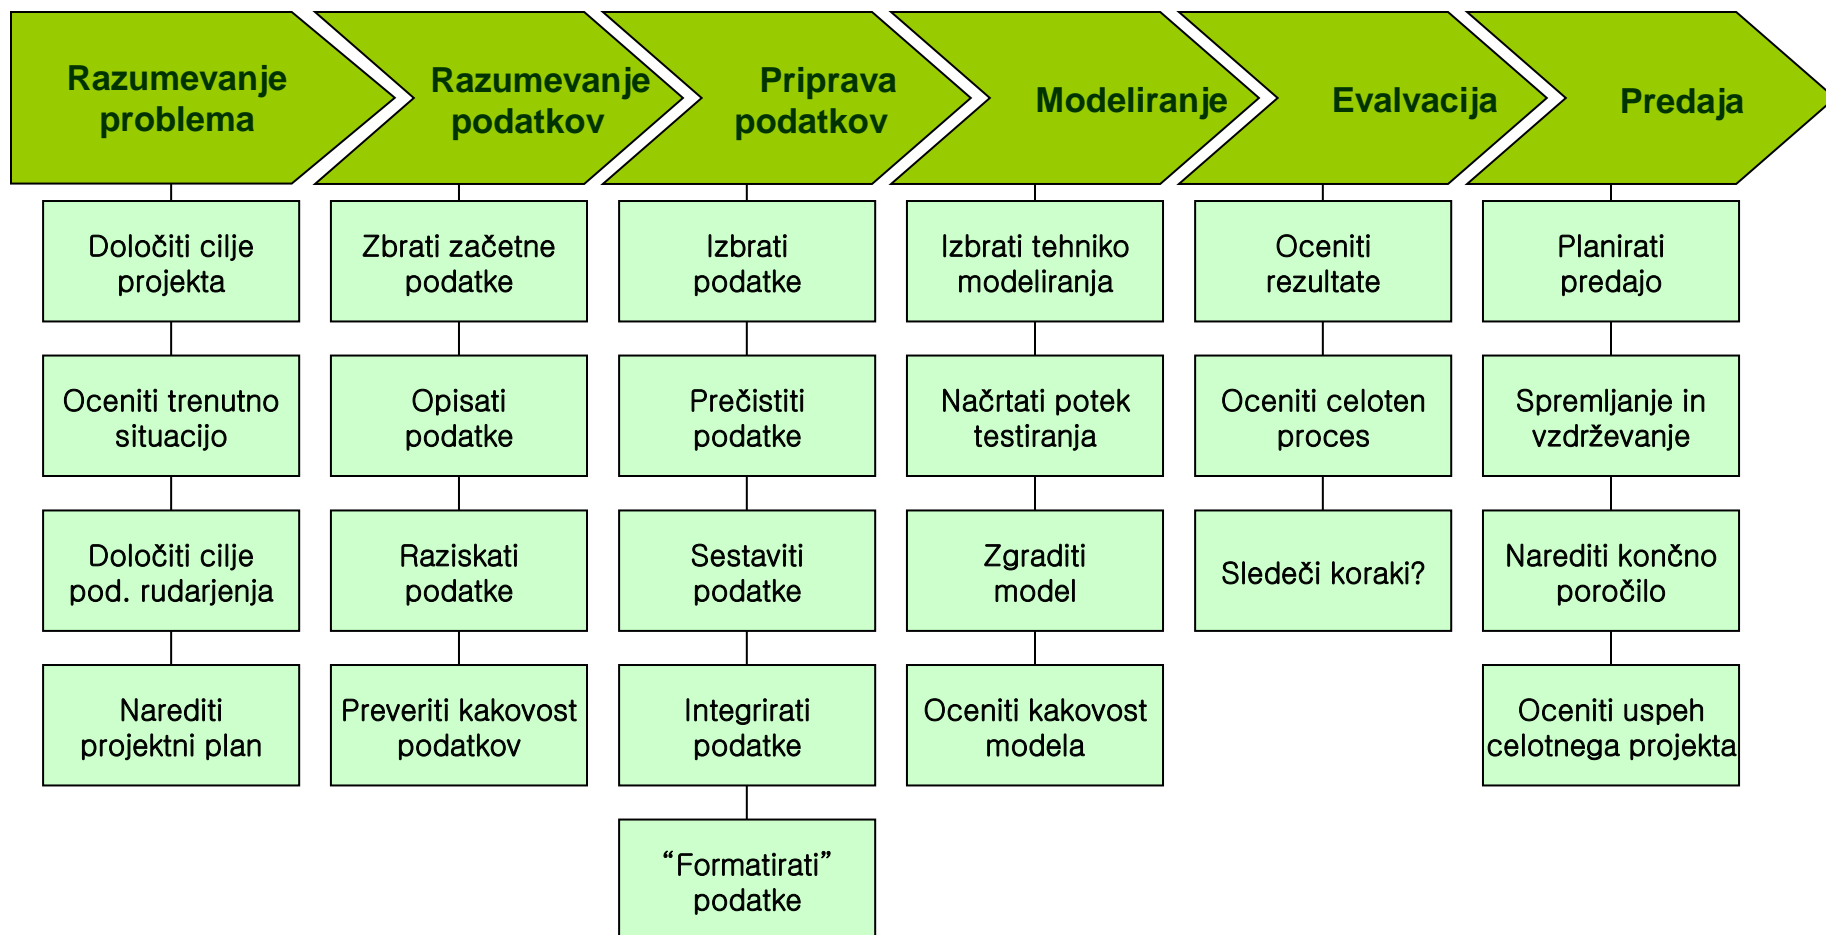 Razumevanje
problema
Razumevanje
podatkov
Priprava
podatkov
Modeliranje
Evalvacija
Predaja
Določiti cilje
projekta
Oceniti trenutno
situacijo
Določiti cilje
pod. rudarjenja
Narediti
projektni plan
Zbrati začetne
podatke
Opisati
podatke
Raziskati
podatke
Preveriti kakovost
podatkov
Izbrati
podatke
Prečistiti
podatke
Sestaviti
podatke
Integrirati
podatke
“Formatirati”
podatke
Izbrati tehniko
modeliranja
Načrtati potek
testiranja
Zgraditi
model
Oceniti kakovost
modela
Oceniti
rezultate
Oceniti celoten
proces
Sledeči koraki?
Planirati
predajo
Spremljanje in
vzdrževanje
Narediti končno
poročilo
Oceniti uspeh
celotnega projekta